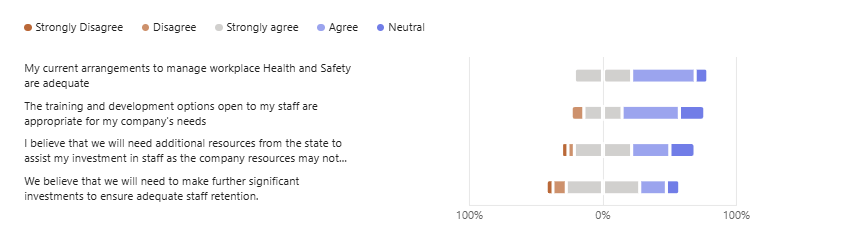 Strongly Disagree Disagree Strongly agree Agree Neutral
My current arrangements to manage workplace Health and Safety
are adequate
The training and development options open to my staff are
appropriate for my company's needs
I believe that we will need additional resources from the state to
assist my investment in staff as the company resources may not...
We believe that we will need to make further significant
investments to ensure adequate staff retention.
100% 0% 100%